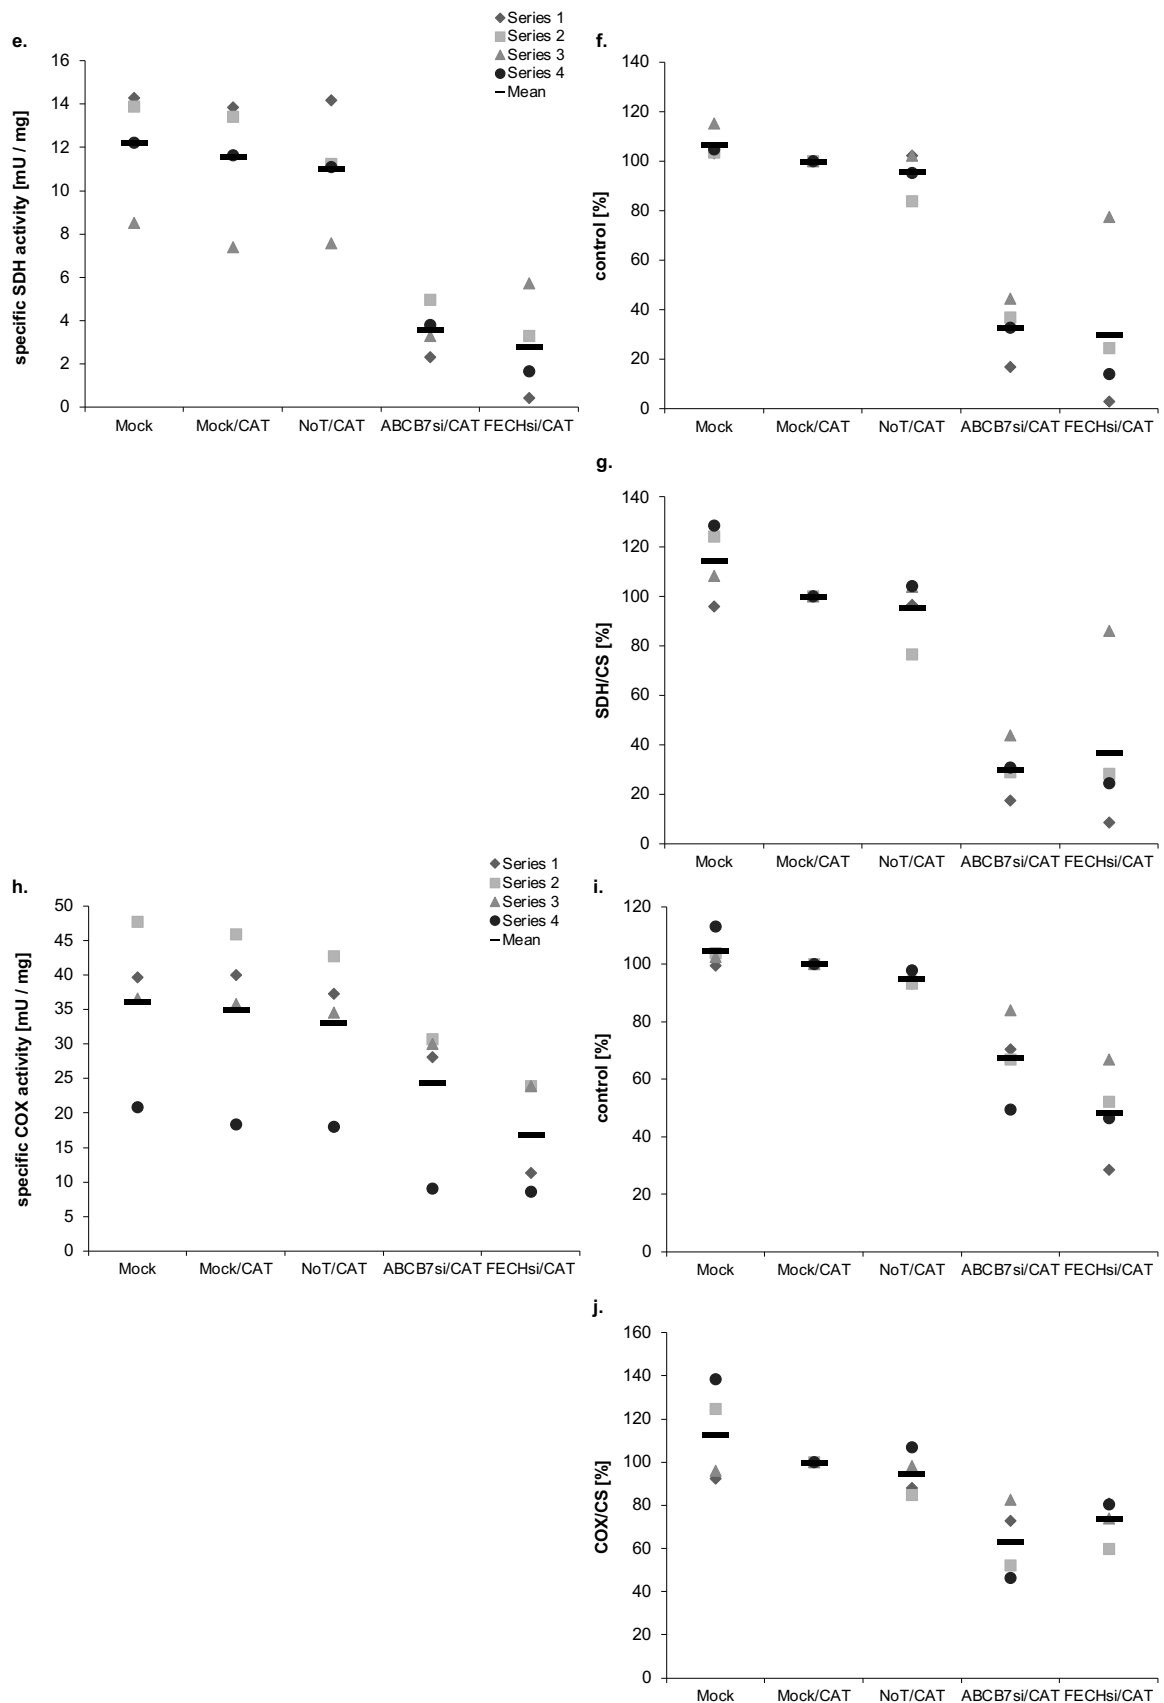 e.
Series 1
Series 2
Series 3
Series 4
Mean
specific SDH activity [mU / mg]
16
14
12
10
8
6
4
2
0
Mock Mock/CAT NoT/CAT ABCB7si/CAT FECHsi/CAT
f.
control [%]
140
120
100
80
60
40
20
0
Mock Mock/CAT NoT/CAT ABCB7si/CAT FECHsi/CAT
g.
SDH/CS [%]
140
120
100
80
60
40
20
0
Mock Mock/CAT NoT/CAT ABCB7si/CAT FECHsi/CAT
h.
Series 1
Series 2
Series 3
Series 4
Mean
specific COX activity [mU / mg]
50
45
40
35
30
25
20
15
10
5
0
Mock Mock/CAT NoT/CAT ABCB7si/CAT FECHsi/CAT
i.
control [%]
120
100
80
60
40
20
0
Mock Mock/CAT NoT/CAT ABCB7si/CAT FECHsi/CAT
j.
COX/CS [%]
160
140
120
100
80
60
40
20
0
Mock Mock/CAT NoT/CAT ABCB7si/CAT FECHsi/CAT